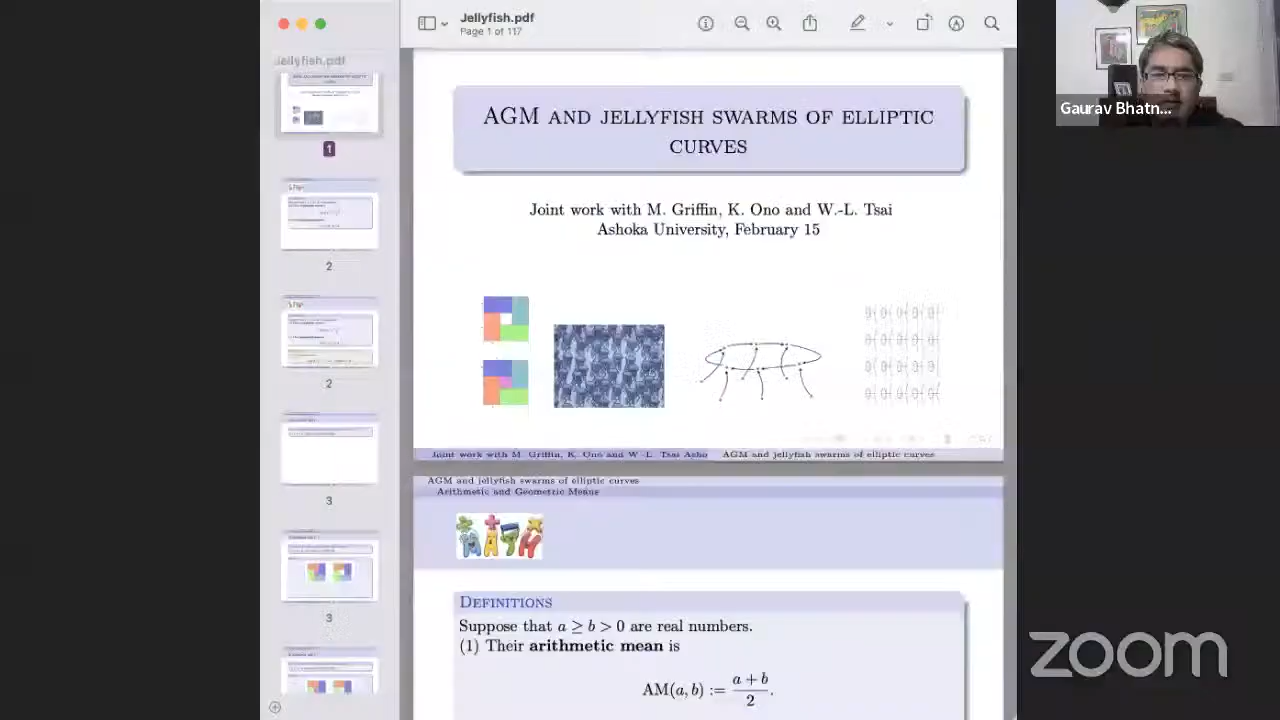 Jellyfish.pdf
Page 1 of 117
Jellyfish.pdf
1
2
2
3
3
AGM AND JELLYFISH SWARMS OF ELLIPTIC
CURVES
Joint work with M. Griffin, K. Ono and W.-L. Tsai
Ashoka University, February 15
Joint work with M. Griffin, K. Ono and W.-L. Tsai Asho AGM and jellyfish swarms of elliptic curves
AGM and jellyfish swarms of elliptic curves
Arithmetic and Geometric Means
MATH
DEFINITIONS
Suppose that a ≥ b > 0 are real numbers.
(1) Their arithmetic mean is
AM(a, b) := a + b
2 .
Gaurav Bhatn...
zoom